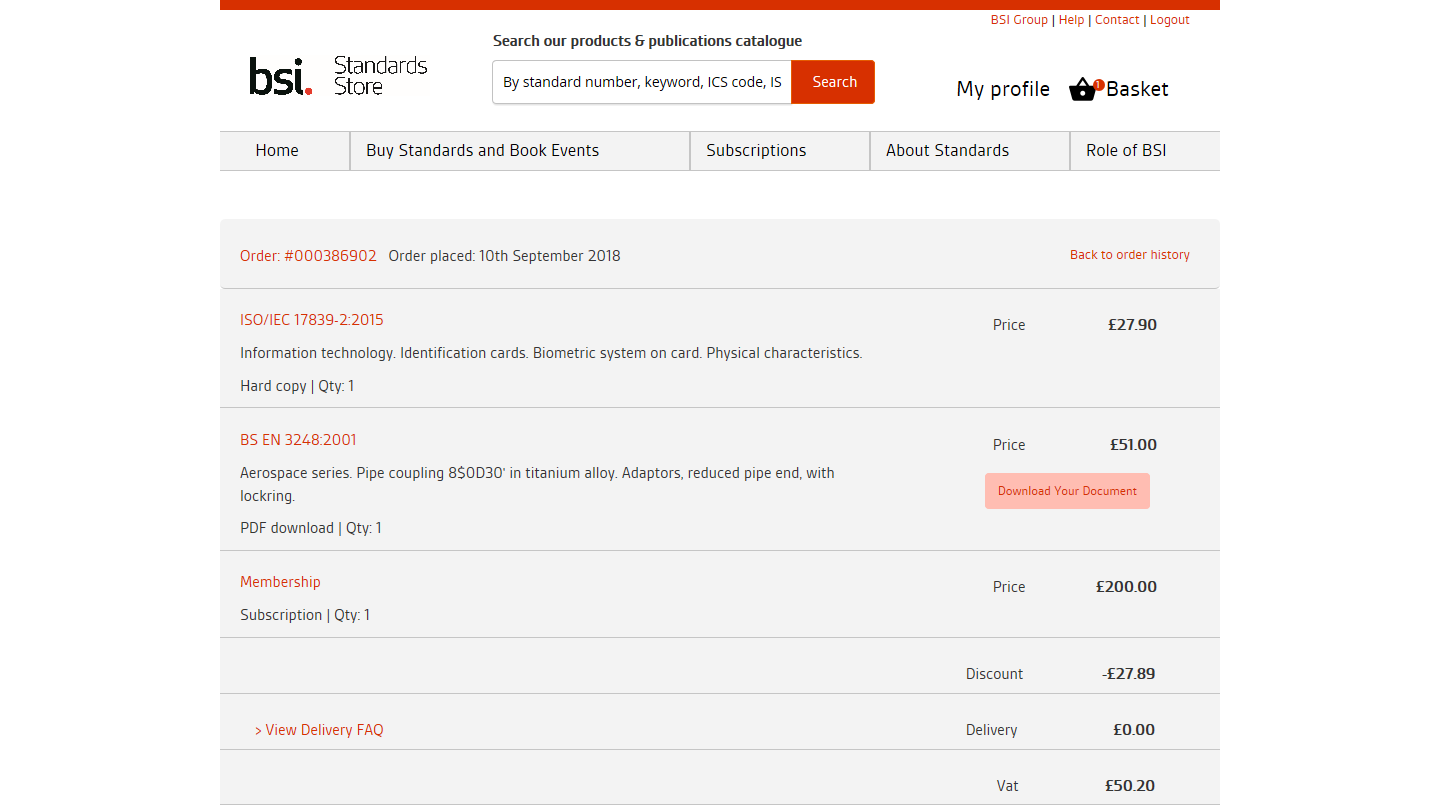 BSI Group | Help | Contact | Logout
Search our products & publications catalogue
bsi. Standards Store
By standard number, keyword, ICS code, IS
Search
My profile
1
Basket
Home
Buy Standards and Book Events
Subscriptions
About Standards
Role of BSI
Order: #000386902 Order placed: 10th September 2018
Back to order history
ISO/IEC 17839-2:2015
Price £27.90
Information technology. Identification cards. Biometric system on card. Physical characteristics.
Hard copy | Qty: 1
BS EN 3248:2001
Price £51.00
Aerospace series. Pipe coupling 8$0D30' in titanium alloy. Adaptors, reduced pipe end, with
lockring.
Download Your Document
PDF download | Qty: 1
Membership
Price £200.00
Subscription | Qty: 1
Discount -£27.89
> View Delivery FAQ
Delivery £0.00
Vat £50.20